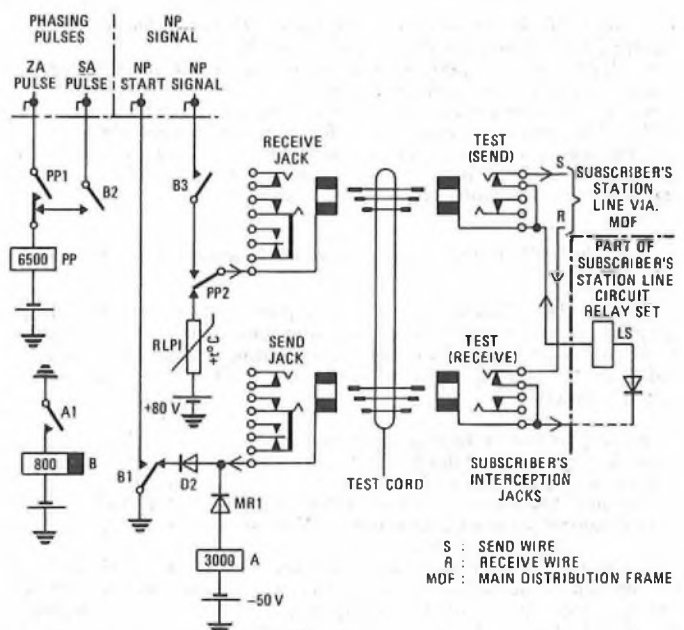 PHASING PULSES
NP SIGNAL
ZA PULSE
SA PULSE
NP START
NP SIGNAL
PP1
B2
6500 PP
B3
PP2
RLP1
+t°C
+80 V
A1
800 B
B1
D2
MR1
3000 A
–50 V
RECEIVE JACK
SEND JACK
TEST CORD
TEST (SEND)
S
R
SUBSCRIBER'S STATION LINE VIA. MDF
PART OF SUBSCRIBER'S STATION LINE CIRCUIT RELAY SET
LS
TEST (RECEIVE)
SUBSCRIBER'S INTERCEPTION JACKS
S : SEND WIRE
R : RECEIVE WIRE
MDF : MAIN DISTRIBUTION FRAME